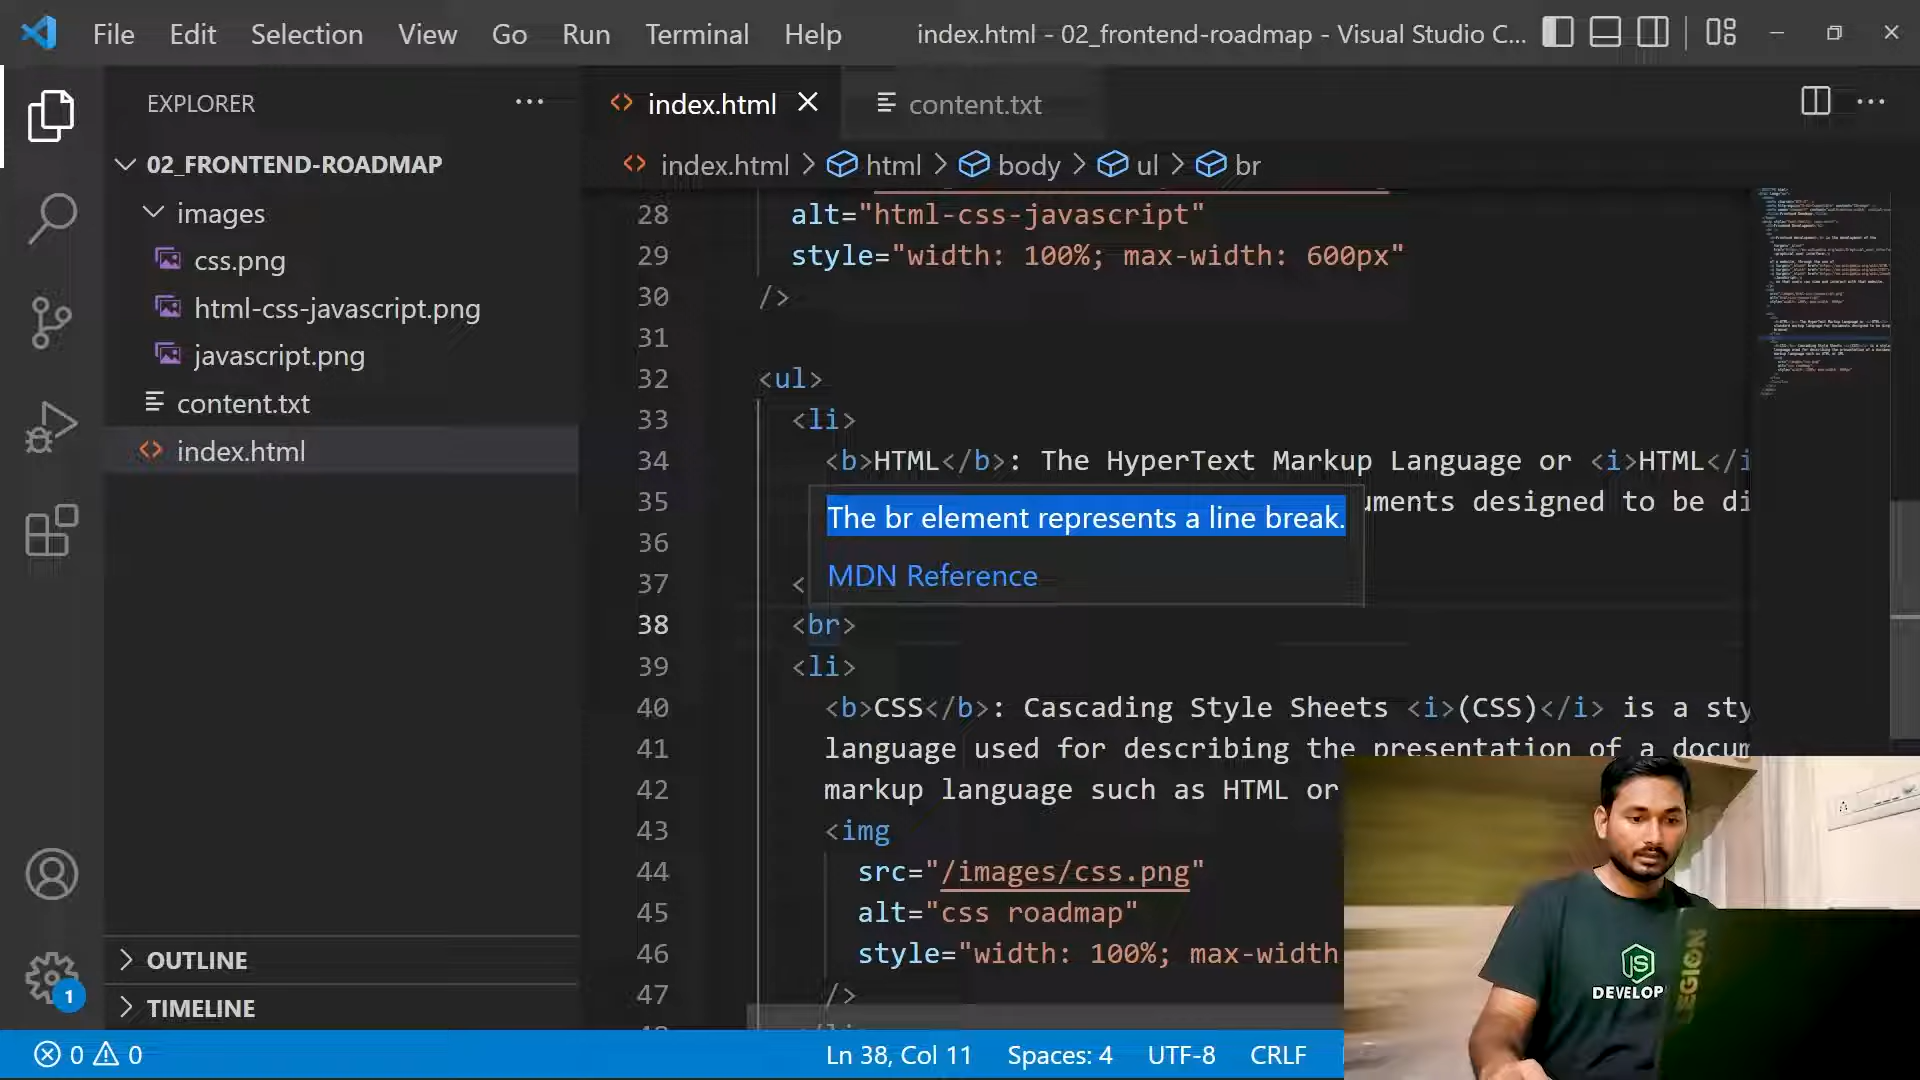 File Edit Selection View Go Run Terminal Help index.html - 02_frontend-roadmap - Visual Studio C...
EXPLORER
02_FRONTEND-ROADMAP
images
css.png
html-css-javascript.png
javascript.png
content.txt
index.html
OUTLINE
TIMELINE
1
index.html content.txt
index.html > html > body > ul > br
28 alt="html-css-javascript"
29 style="width: 100%; max-width: 600px"
30 />
31
32 <ul>
33 <li>
34 <b>HTML</b>: The HyperText Markup Language or <i>HTML</i
35 uments designed to be di
The br element represents a line break.
36
MDN Reference
37 <
38 <br>
39 <li>
40 <b>CSS</b>: Cascading Style Sheets <i>(CSS)</i> is a sty
41 language used for describing the presentation of a docum
42 markup language such as HTML or
43 <img
44 src="/images/css.png"
45 alt="css roadmap"
46 style="width: 100%; max-width
47 />
0 0 Ln 38, Col 11 Spaces: 4 UTF-8 CRLF
JS
DEVELOP
LEGION